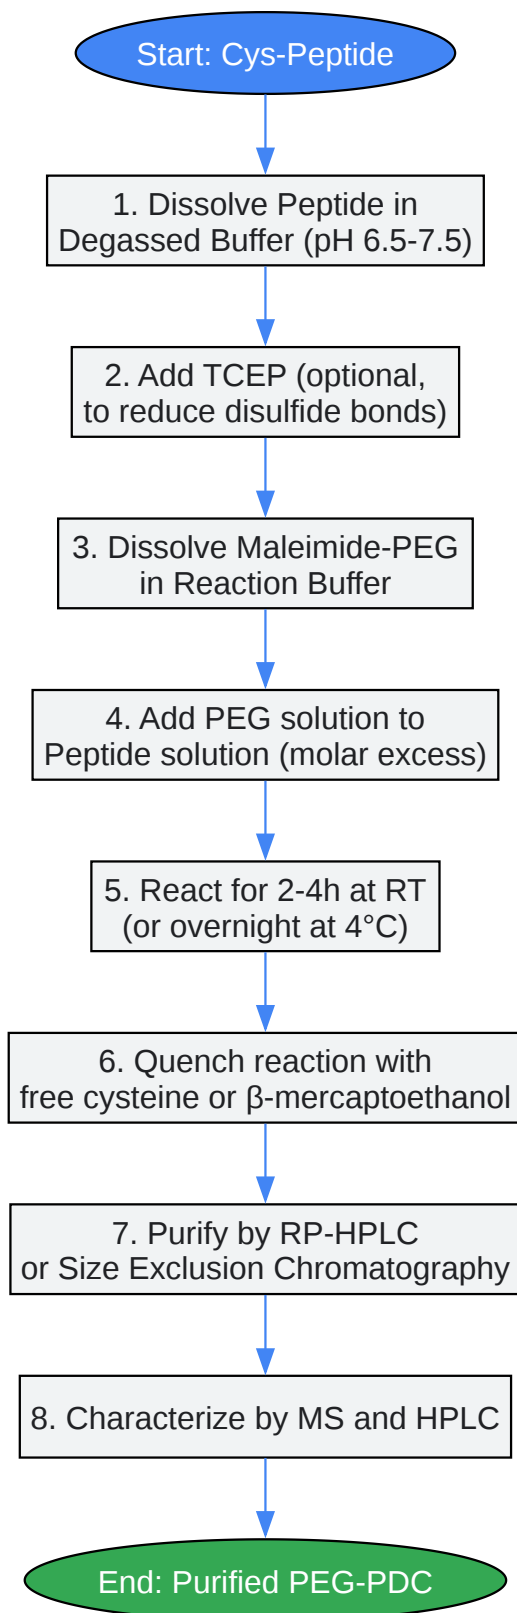 Start: Cys-Peptide
1. Dissolve Peptide in
Degassed Buffer (pH 6.5-7.5)
2. Add TCEP (optional,
to reduce disulfide bonds)
3. Dissolve Maleimide-PEG
in Reaction Buffer
4. Add PEG solution to
Peptide solution (molar excess)
5. React for 2-4h at RT
(or overnight at 4°C)
6. Quench reaction with
free cysteine or β-mercaptoethanol
7. Purify by RP-HPLC
or Size Exclusion Chromatography
8. Characterize by MS and HPLC
End: Purified PEG-PDC